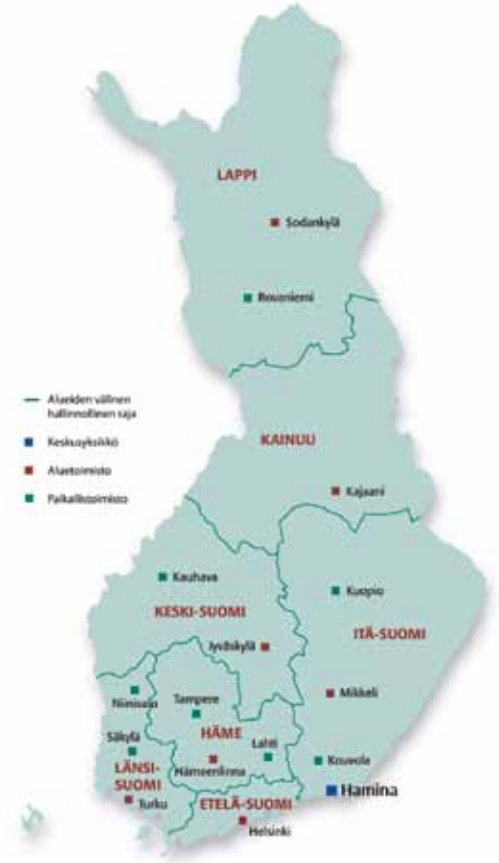 LAPPI
Sodankylä
Rovaniemi
Alueiden välinen
hallinnollinen raja
Keskusyksikkö
Aluetoimisto
Paikallistoimisto
KAINUU
Kajaani
Kauhava
KESKI-SUOMI
Jyväskylä
Kuopio
ITÄ-SUOMI
Mikkeli
Niinisalo
Tampere
Säkylä
HÄME
Lahti
Hämeenlinna
LÄNSI-
SUOMI
Turku
ETELÄ-SUOMI
Helsinki
Kouvola
Hamina